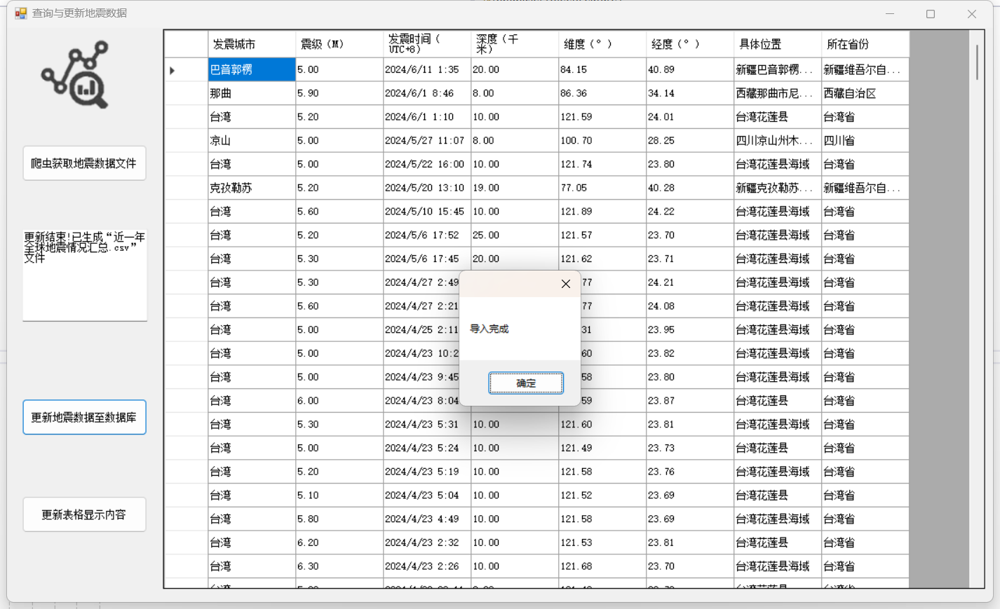 查询与更新地震数据
爬虫获取地震数据文件
更新结束!已生成“近一年
全球地震情况汇总.csv”
文件
更新地震数据至数据库
更新表格显示内容
发震城市 震级（M） 发震时间（UTC+8） 深度（千米） 维度（°） 经度（°） 具体位置 所在省份
巴音郭楞 5.00 2024/6/11 1:35 20.00 84.15 40.89 新疆巴音郭楞... 新疆维吾尔自...
那曲 5.90 2024/6/1 8:46 8.00 86.36 34.14 西藏那曲市尼... 西藏自治区
台湾 5.20 2024/6/1 1:10 10.00 121.59 24.01 台湾花莲县 台湾省
凉山 5.00 2024/5/27 11:07 8.00 100.70 28.25 四川凉山州木... 四川省
台湾 5.00 2024/5/22 16:00 10.00 121.74 23.80 台湾花莲县海域 台湾省
克孜勒苏 5.20 2024/5/20 13:10 19.00 77.05 40.28 新疆克孜勒苏... 新疆维吾尔自...
台湾 5.60 2024/5/10 15:45 10.00 121.89 24.22 台湾花莲县海域 台湾省
台湾 5.20 2024/5/6 17:52 25.00 121.57 23.70 台湾花莲县海域 台湾省
台湾 5.30 2024/5/6 17:45 20.00 121.62 23.71 台湾花莲县海域 台湾省
台湾 5.30 2024/4/27 2:49 77 24.21 台湾花莲县海域 台湾省
台湾 5.60 2024/4/27 2:21 77 24.08 台湾花莲县海域 台湾省
台湾 5.00 2024/4/25 2:11 31 23.95 台湾花莲县海域 台湾省
台湾 5.00 2024/4/23 10:2 60 23.82 台湾花莲县海域 台湾省
台湾 5.00 2024/4/23 9:45 58 23.80 台湾花莲县海域 台湾省
台湾 6.00 2024/4/23 8:04 59 23.87 台湾花莲县 台湾省
台湾 5.30 2024/4/23 5:31 10.00 121.60 23.81 台湾花莲县海域 台湾省
台湾 5.00 2024/4/23 5:24 10.00 121.49 23.73 台湾花莲县 台湾省
台湾 5.20 2024/4/23 5:19 10.00 121.58 23.76 台湾花莲县海域 台湾省
台湾 5.10 2024/4/23 5:04 10.00 121.52 23.69 台湾花莲县 台湾省
台湾 5.80 2024/4/23 4:49 10.00 121.58 23.69 台湾花莲县海域 台湾省
台湾 6.20 2024/4/23 2:32 10.00 121.53 23.81 台湾花莲县 台湾省
台湾 6.30 2024/4/23 2:26 10.00 121.68 23.70 台湾花莲县海域 台湾省
导入完成
确定